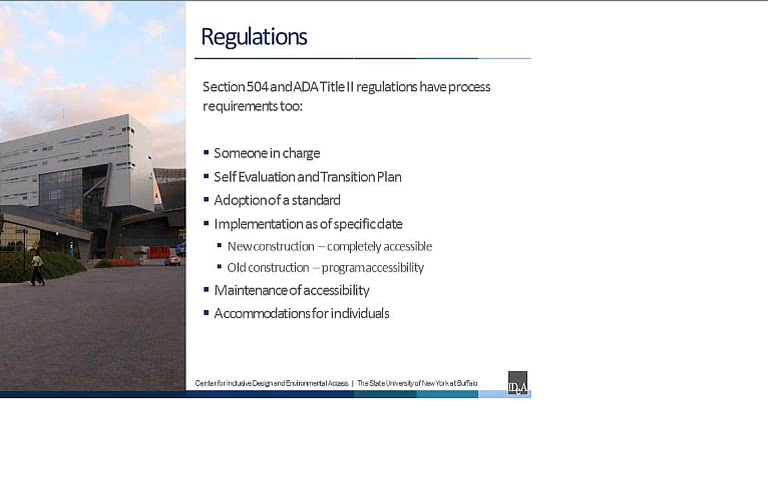 Regulations
Section 504 and ADA Title II regulations have process
requirements too:
Someone in charge
Self Evaluation and Transition Plan
Adoption of a standard
Implementation as of specific date
New construction – completely accessible
Old construction – program accessibility
Maintenance of accessibility
Accommodations for individuals
Center for Inclusive Design and Environmental Access | The State University of New York at Buffalo
IDeA